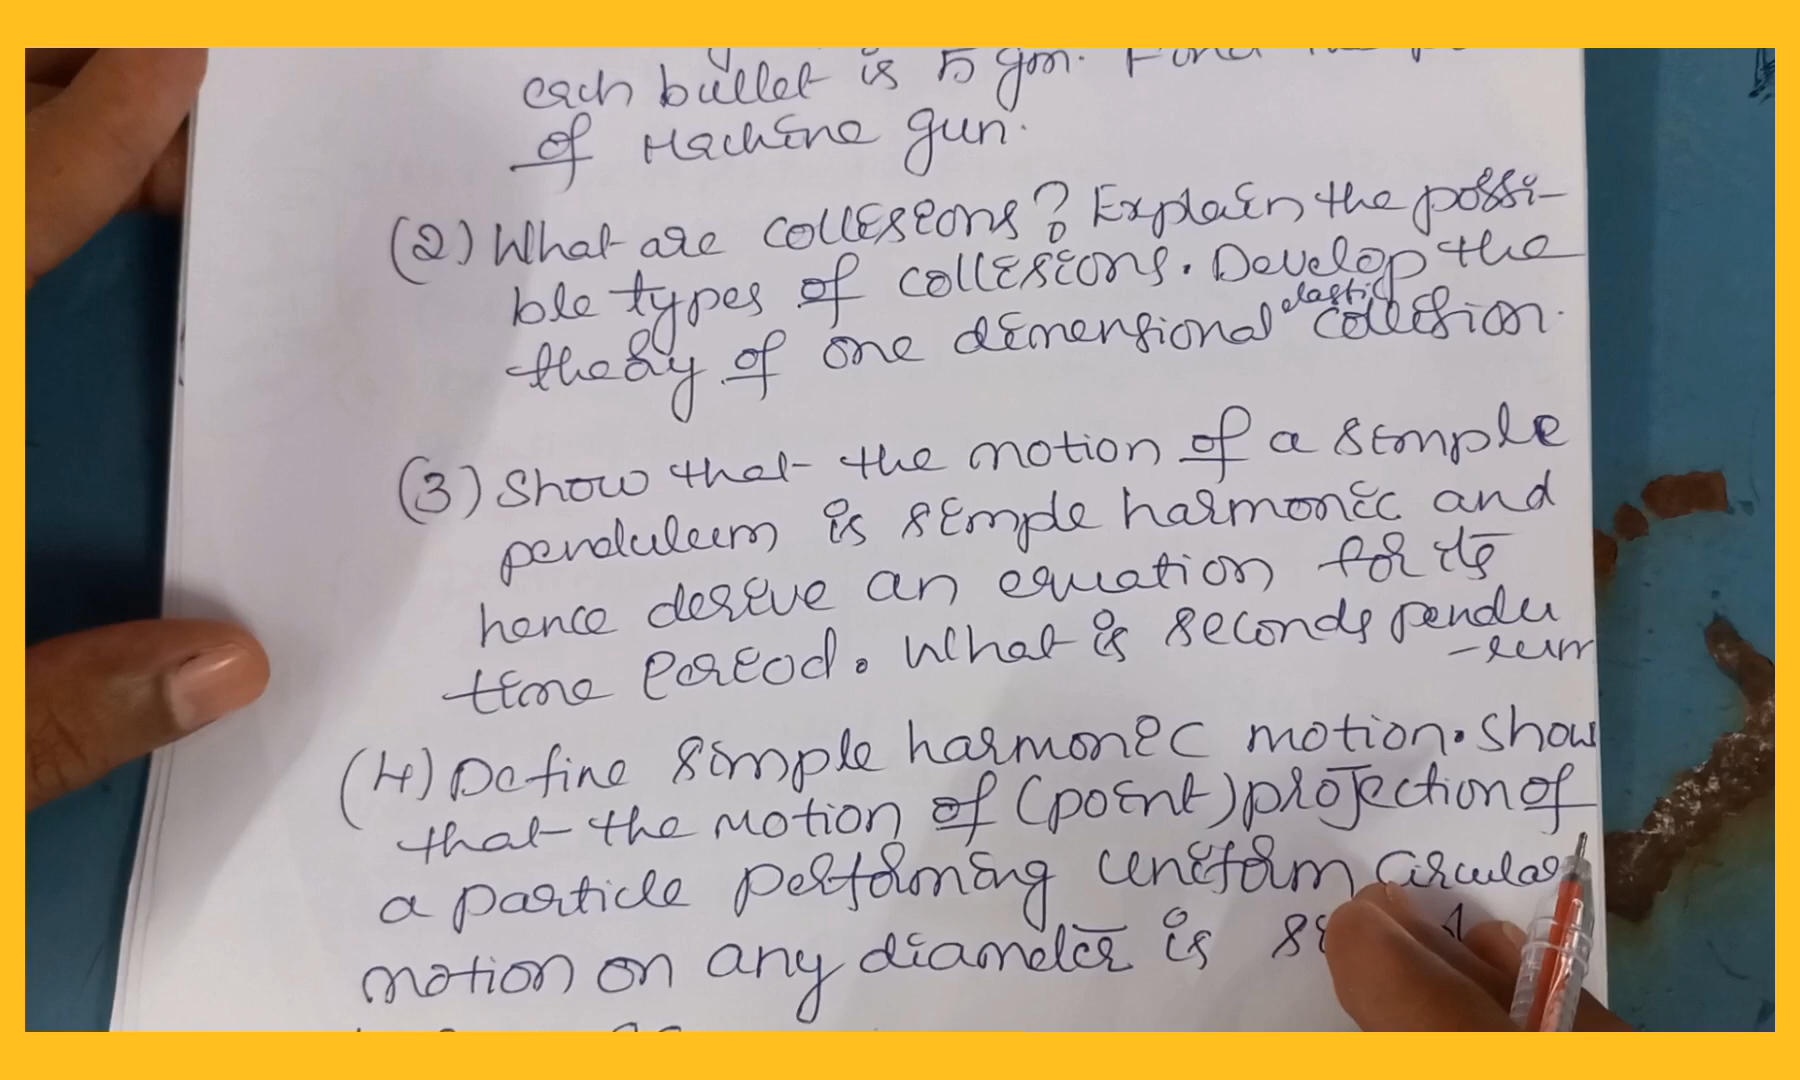 each bullet is 5 gm. Find
of Machine gun.
(2) What are collisions? Explain the possi-
ble types of collisions. Develop the
theory of one dimensional elastic collision.
(3) Show that the motion of a simple
pendulum is simple harmonic and
hence derive an equation for its
time Period. What is seconds pendu
-lum
(4) Define simple harmonic motion. Show
that the motion of (point) projection of
a particle performing uniform circular
motion on any diameter is